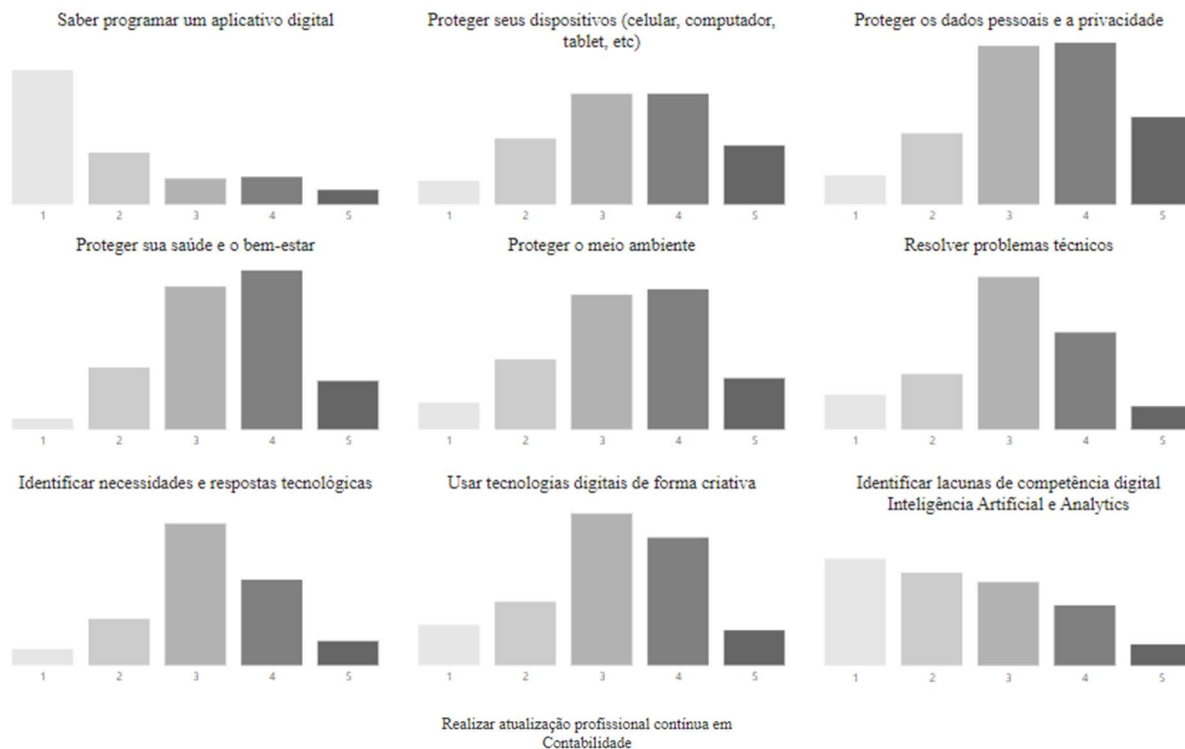 Saber programar um aplicativo digital
Proteger seus dispositivos (celular, computador,
tablet, etc)
Proteger os dados pessoais e a privacidade
1 2 3 4 5
1 2 3 4 5
1 2 3 4 5
Proteger sua saúde e o bem-estar
Proteger o meio ambiente
Resolver problemas técnicos
1 2 3 4 5
1 2 3 4 5
1 2 3 4 5
Identificar necessidades e respostas tecnológicas
Usar tecnologias digitais de forma criativa
Identificar lacunas de competência digital
Inteligência Artificial e Analytics
1 2 3 4 5
1 2 3 4 5
1 2 3 4 5
Realizar atualização profissional contínua em
Contabilidade